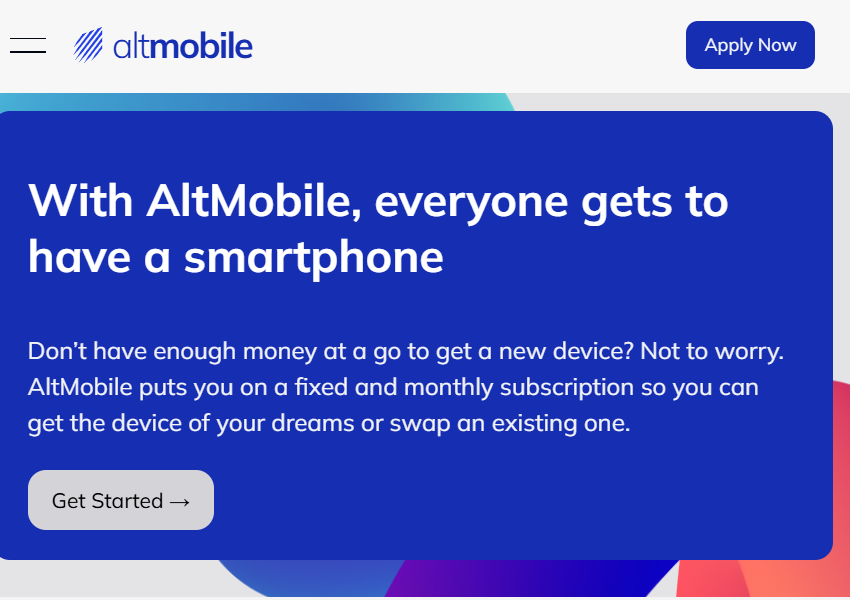 altmobile
Apply Now
With AltMobile, everyone gets to
have a smartphone
Don’t have enough money at a go to get a new device? Not to worry.
AltMobile puts you on a fixed and monthly subscription so you can
get the device of your dreams or swap an existing one.
Get Started →